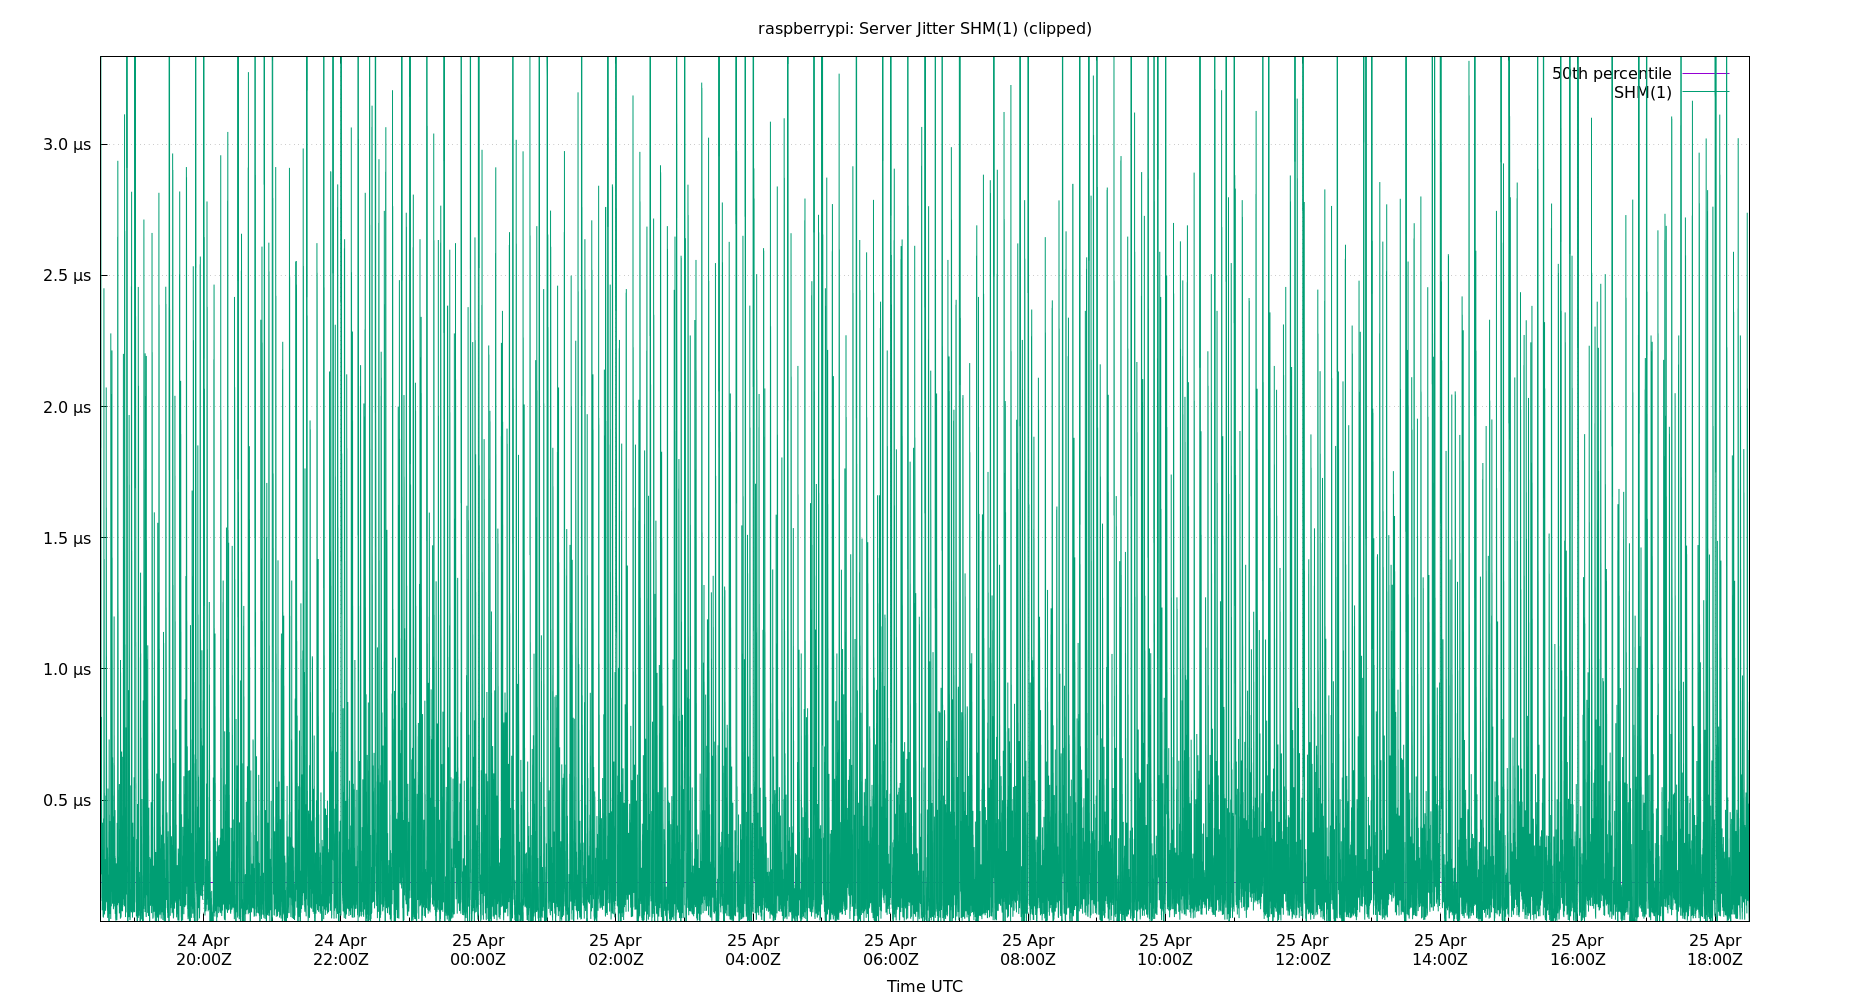 raspberrypi: Server Jitter SHM(1) (clipped)
50th percentile
SHM(1)
3.0 µs
2.5 µs
2.0 µs
1.5 µs
1.0 µs
0.5 µs
24 Apr 24 Apr 25 Apr 25 Apr 25 Apr 25 Apr 25 Apr 25 Apr 25 Apr 25 Apr 25 Apr 25 Apr
20:00Z 22:00Z 00:00Z 02:00Z 04:00Z 06:00Z 08:00Z 10:00Z 12:00Z 14:00Z 16:00Z 18:00Z
Time UTC